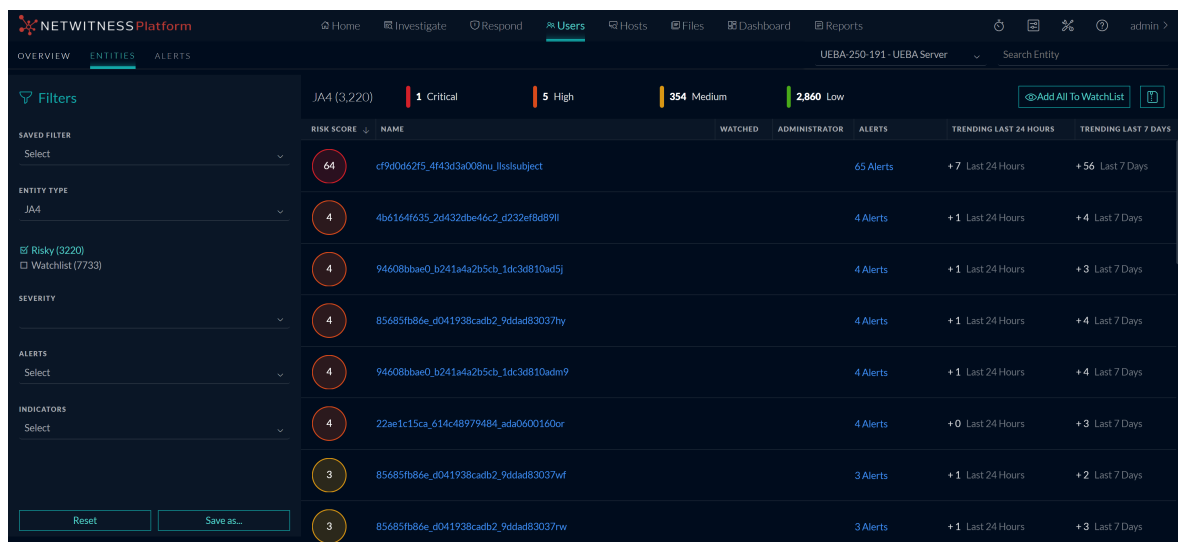 NETWITNESS Platform
Home Investigate Respond Users Hosts Files Dashboard Reports admin >
OVERVIEW ENTITIES ALERTS UEBA-250-191 - UEBA Server Search Entity
Filters
JA4 (3,220) 1 Critical 5 High 354 Medium 2,860 Low Add All To WatchList
SAVED FILTER
Select
ENTITY TYPE
JA4
Risky (3220)
Watchlist (7733)
SEVERITY
ALERTS
Select
INDICATORS
Select
Reset Save as...
RISK SCORE NAME WATCHED ADMINISTRATOR ALERTS TRENDING LAST 24 HOURS TRENDING LAST 7 DAYS
64 cf9d0d62f5_4f43d3a008nu_llsslsubject 65 Alerts +7 Last 24 Hours +56 Last 7 Days
4 4b6164f635_2d432dbe46c2_d232ef8d89ll 4 Alerts +1 Last 24 Hours +4 Last 7 Days
4 94608bbae0_b241a4a2b5cb_1dc3d810ad5j 4 Alerts +1 Last 24 Hours +3 Last 7 Days
4 85685fb86e_d041938cadb2_9ddad83037hy 4 Alerts +1 Last 24 Hours +4 Last 7 Days
4 94608bbae0_b241a4a2b5cb_1dc3d810adm9 4 Alerts +1 Last 24 Hours +4 Last 7 Days
4 22ae1c15ca_614c48979484_ada0600160or 4 Alerts +0 Last 24 Hours +3 Last 7 Days
3 85685fb86e_d041938cadb2_9ddad83037wf 3 Alerts +1 Last 24 Hours +2 Last 7 Days
3 85685fb86e_d041938cadb2_9ddad83037rw 3 Alerts +1 Last 24 Hours +3 Last 7 Days